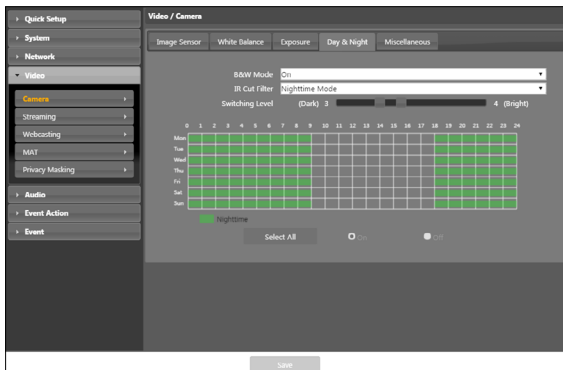 Quick Setup
System
Network
Video
Camera
Streaming
Webcasting
MAT
Privacy Masking
Audio
Event Action
Event
Video / Camera
Image Sensor White Balance Exposure Day & Night Miscellaneous
B&W Mode On
IR Cut Filter Nighttime Mode
Switching Level (Dark) 3 4 (Bright)
0 1 2 3 4 5 6 7 8 9 10 11 12 13 14 15 16 17 18 19 20 21 22 23 24
Mon
Tue
Wed
Thu
Fri
Sat
Sun
Nighttime
Select All On Off
Save